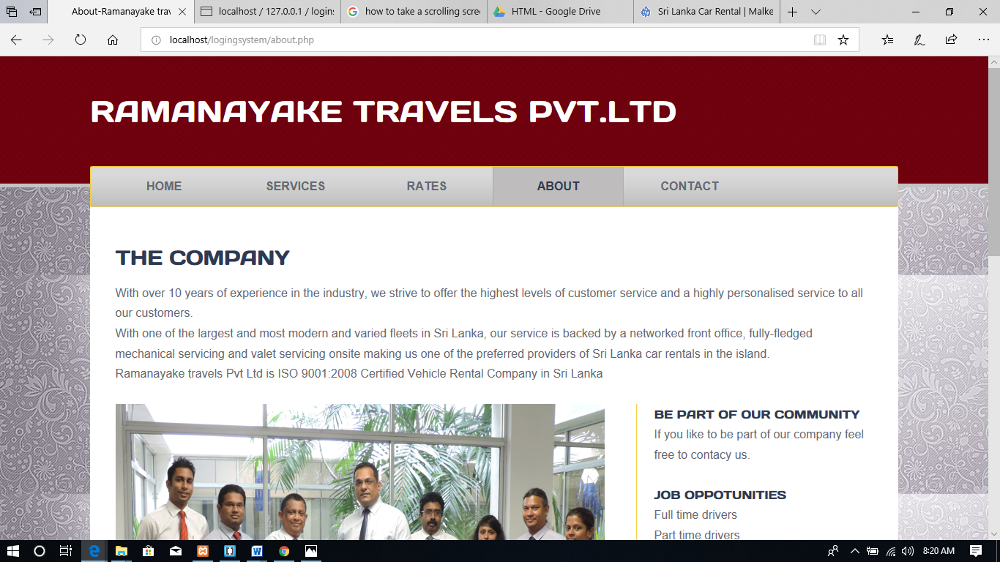 About-Ramanayake trav
localhost / 127.0.0.1 / logins
how to take a scrolling scree
HTML - Google Drive
Sri Lanka Car Rental | Malke
localhost/logingsystem/about.php
RAMANAYAKE TRAVELS PVT.LTD
HOME SERVICES RATES ABOUT CONTACT
THE COMPANY
With over 10 years of experience in the industry, we strive to offer the highest levels of customer service and a highly personalised service to all
our customers.
With one of the largest and most modern and varied fleets in Sri Lanka, our service is backed by a networked front office, fully-fledged
mechanical servicing and valet servicing onsite making us one of the preferred providers of Sri Lanka car rentals in the island.
Ramanayake travels Pvt Ltd is ISO 9001:2008 Certified Vehicle Rental Company in Sri Lanka
BE PART OF OUR COMMUNITY
If you like to be part of our company feel
free to contacy us.
JOB OPPOTUNITIES
Full time drivers
Part time drivers
8:20 AM